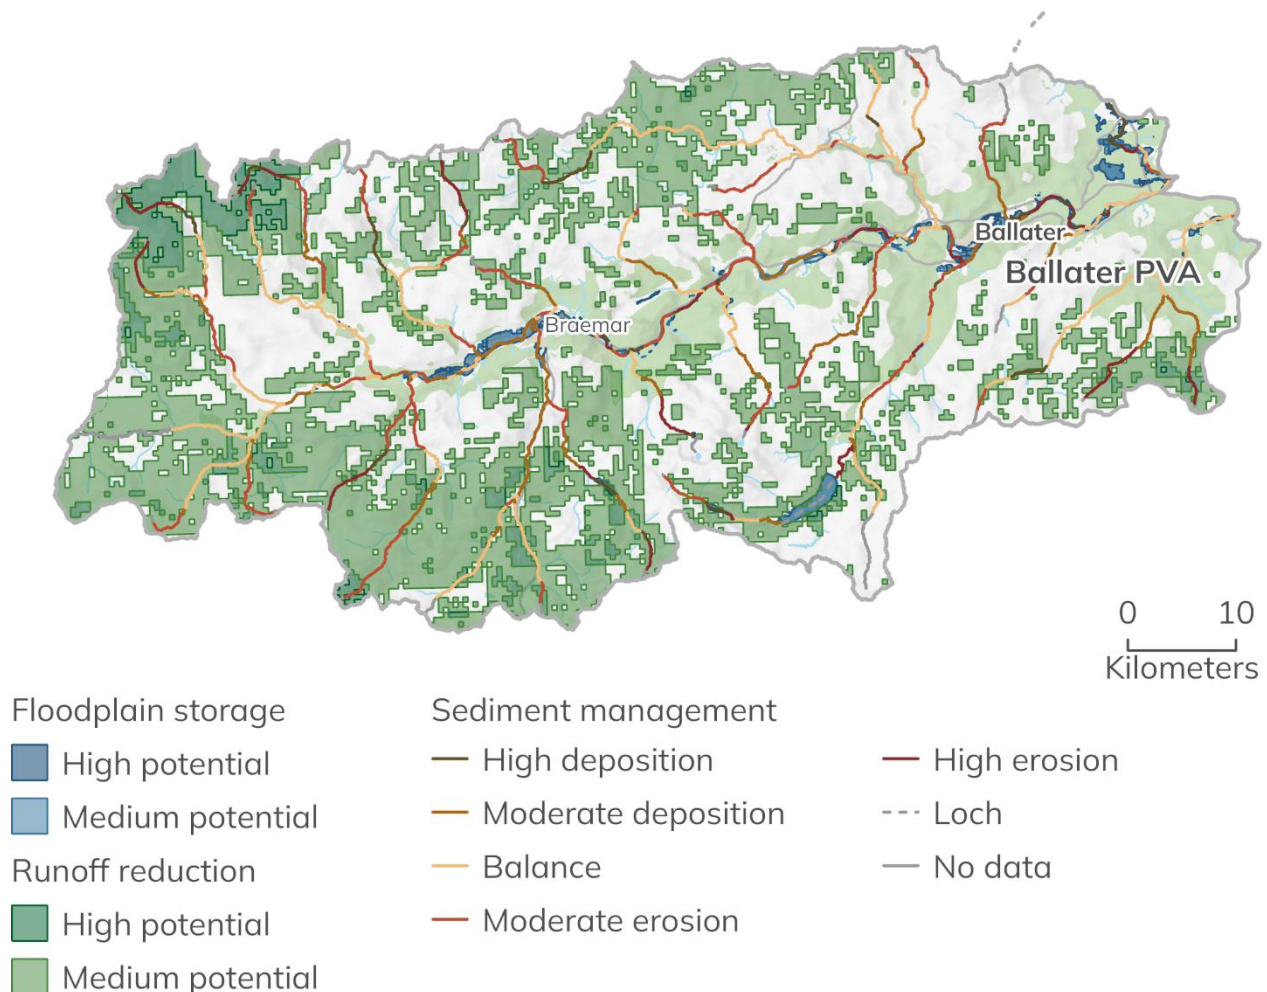 Ballater
Ballater PVA
Braemar
0 10
Kilometers
Floodplain storage
High potential
Medium potential
Runoff reduction
High potential
Medium potential
Sediment management
High deposition
Moderate deposition
Balance
Moderate erosion
High erosion
Loch
No data